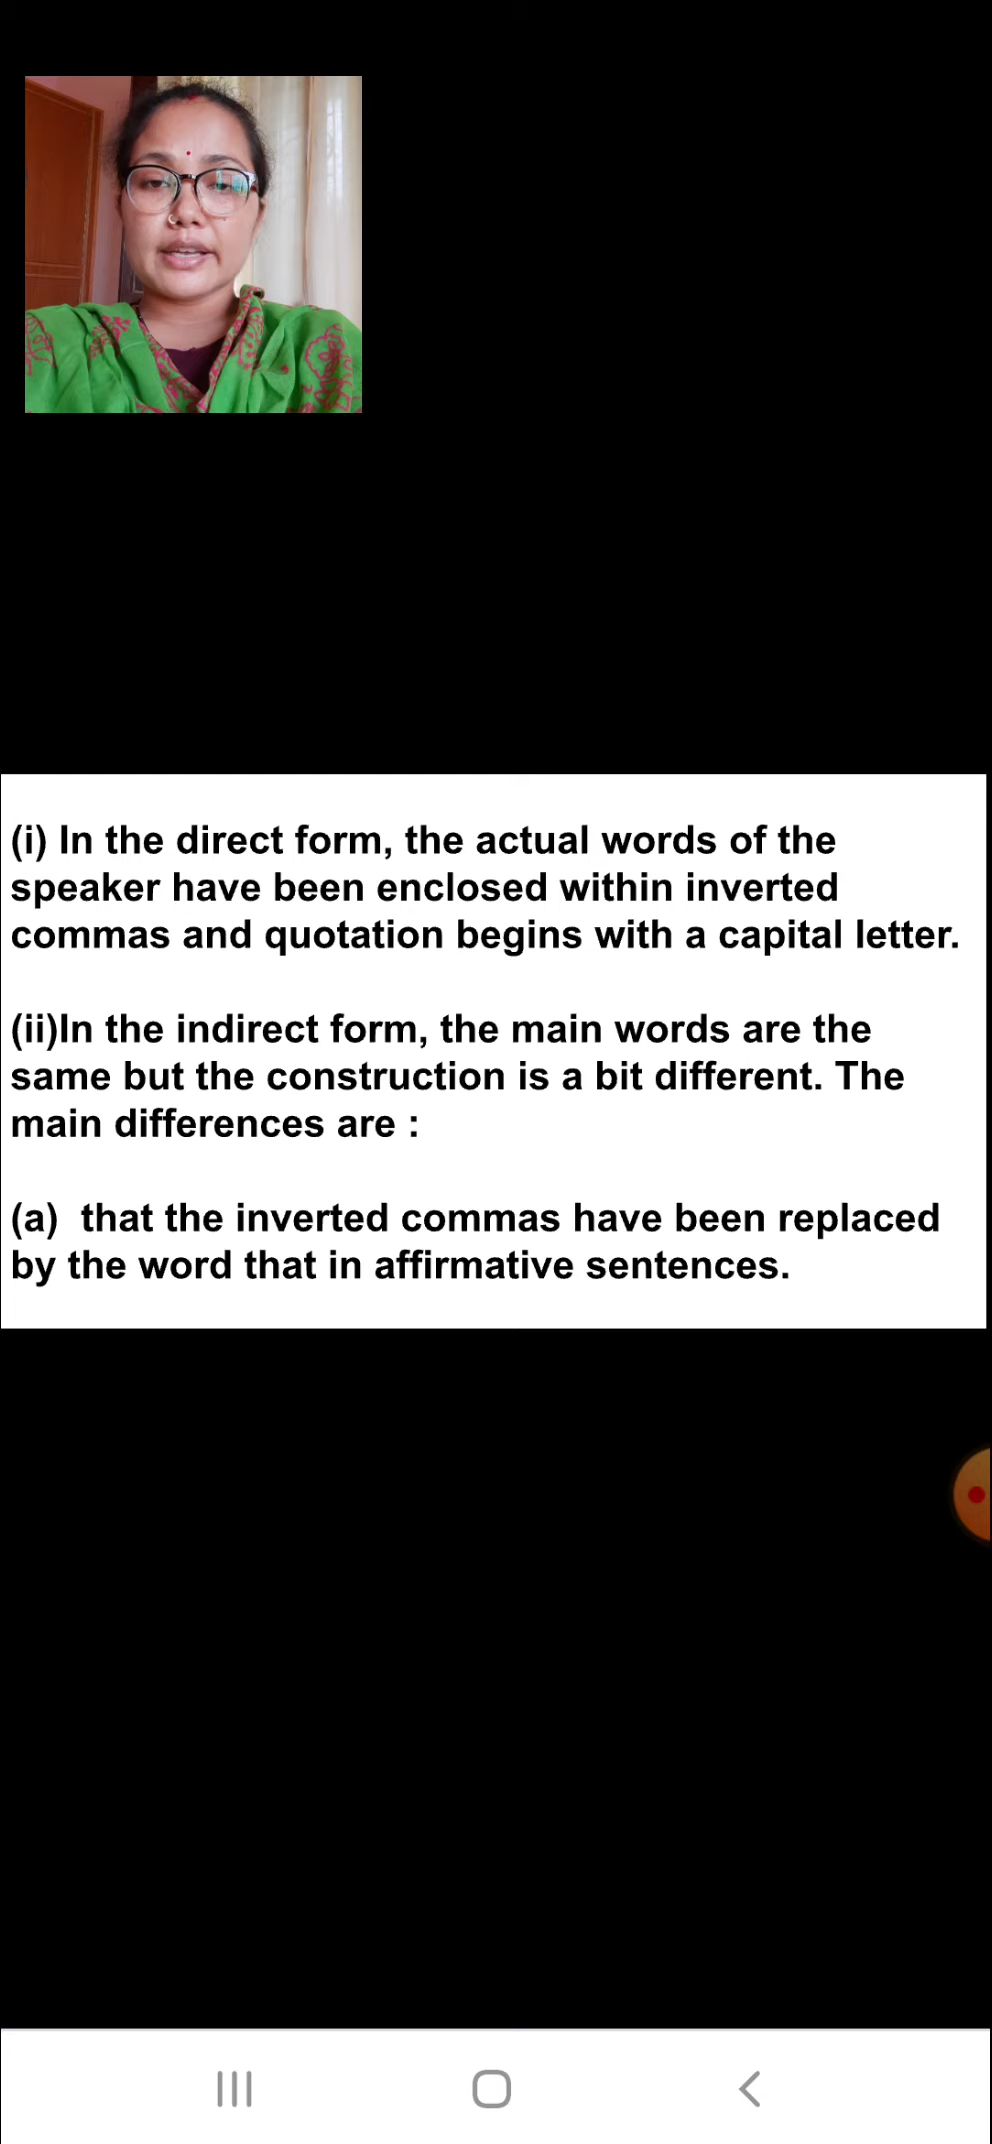 (i) In the direct form, the actual words of the
speaker have been enclosed within inverted
commas and quotation begins with a capital letter.
(ii)In the indirect form, the main words are the
same but the construction is a bit different. The
main differences are :
(a)  that the inverted commas have been replaced
by the word that in affirmative sentences.